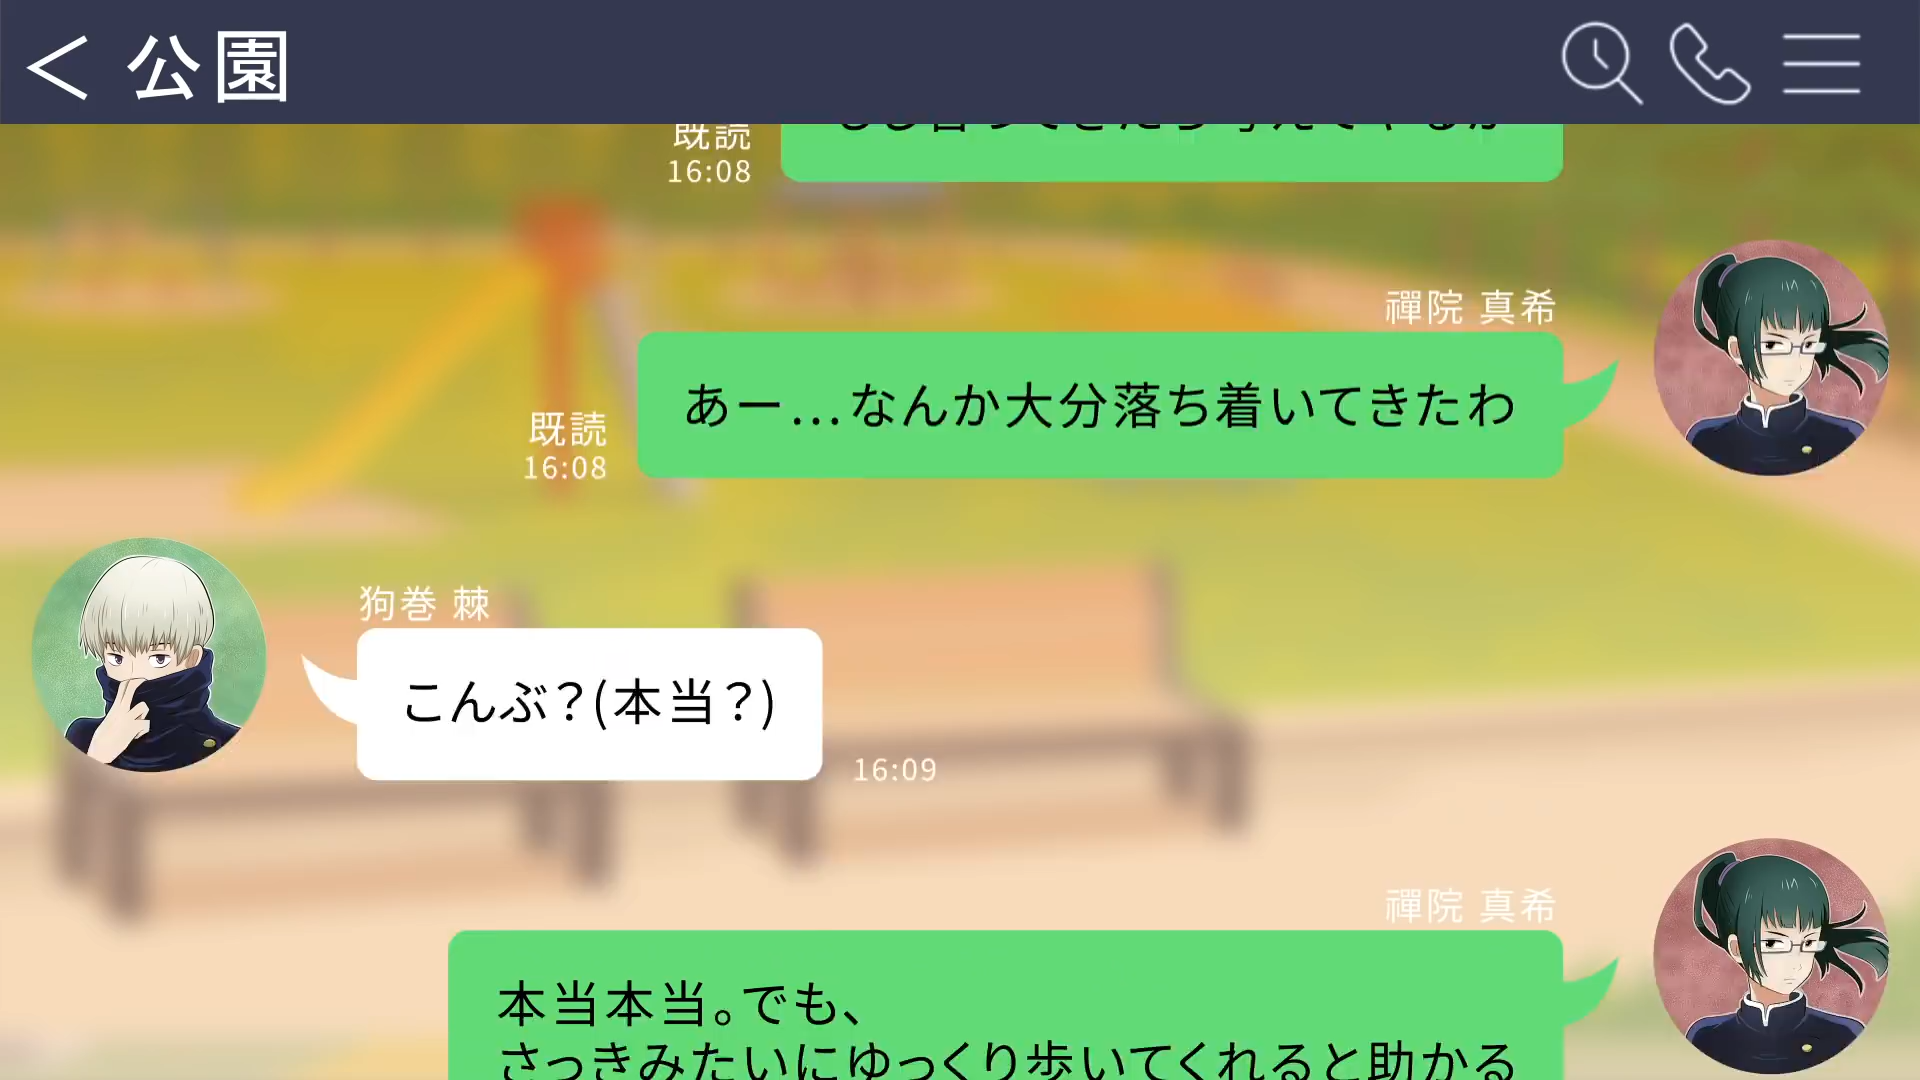 < 公園
既読
16:08
禪院 真希
あー…なんか大分落ち着いてきたわ
既読
16:08
狗巻 棘
こんぶ？(本当？)
16:09
禪院 真希
本当本当。でも、
さっきみたいにゆっくり歩いてくれると助かる